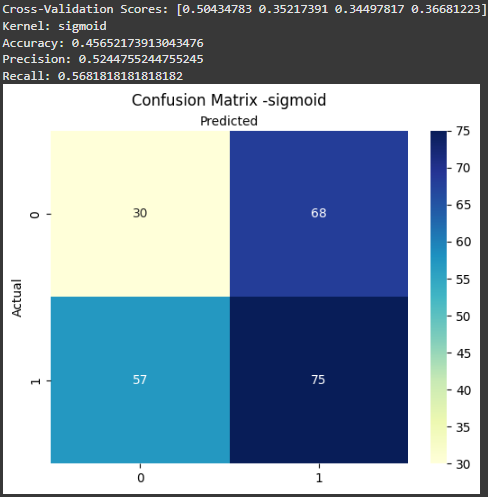 Cross-Validation Scores: [0.50434783 0.35217391 0.34497817 0.36681223]
Kernel: sigmoid
Accuracy: 0.45652173913043476
Precision: 0.5244755244755245
Recall: 0.5681818181818182
Confusion Matrix -sigmoid
Predicted
75
70
65
60
55
50
45
40
35
30
0
30
68
Actual
1
57
75
0
1